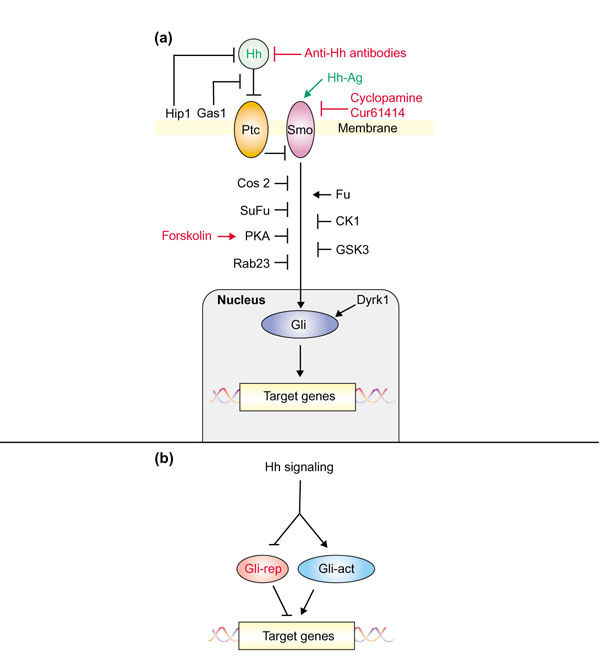 (a)
Hh
Anti-Hh antibodies
Hh-Ag
Cyclopamine
Cur61414
Hip1
Gas1
Ptc
Smo
Membrane
Cos 2
Fu
SuFu
CK1
Forskolin
PKA
GSK3
Rab23
Nucleus
Dyrk1
Gli
Target genes
(b)
Hh signaling
Gli-rep
Gli-act
Target genes